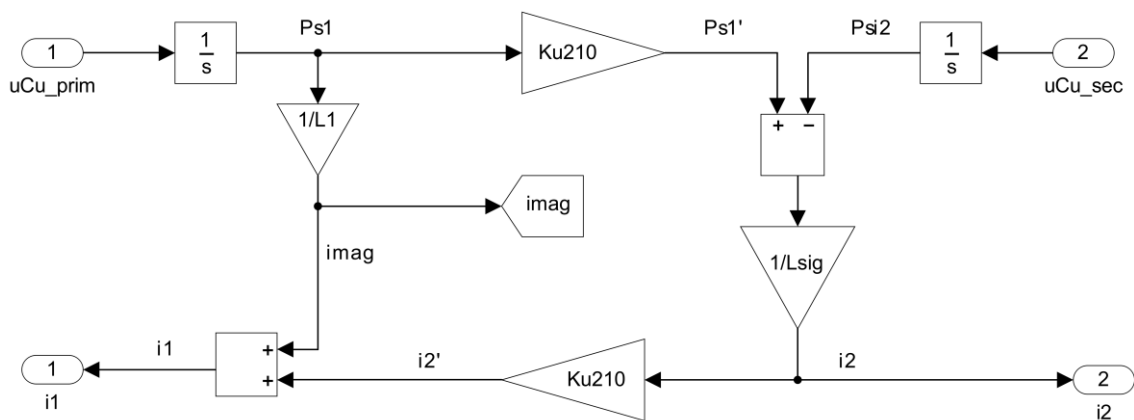 Ps1
Ps1'
Psi2
1
uCu_prim
1
s
Ku210
1
s
2
uCu_sec
1/L1
+
−
imag
imag
1/Lsig
i1
+
+
i2'
Ku210
i2
1
i1
2
i2